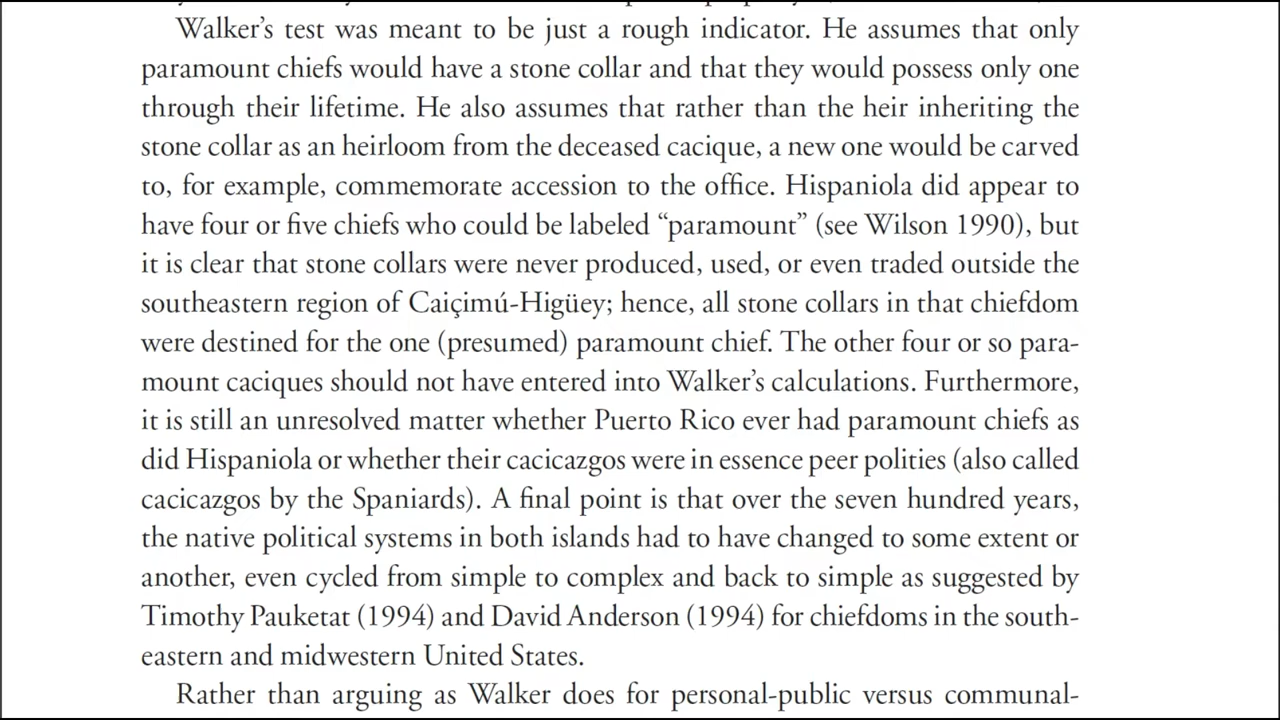 Walker’s test was meant to be just a rough indicator. He assumes that only
paramount chiefs would have a stone collar and that they would possess only one
through their lifetime. He also assumes that rather than the heir inheriting the
stone collar as an heirloom from the deceased cacique, a new one would be carved
to, for example, commemorate accession to the office. Hispaniola did appear to
have four or five chiefs who could be labeled “paramount” (see Wilson 1990), but
it is clear that stone collars were never produced, used, or even traded outside the
southeastern region of Caiçimú-Higüey; hence, all stone collars in that chiefdom
were destined for the one (presumed) paramount chief. The other four or so para-
mount caciques should not have entered into Walker’s calculations. Furthermore,
it is still an unresolved matter whether Puerto Rico ever had paramount chiefs as
did Hispaniola or whether their cacicazgos were in essence peer polities (also called
cacicazgos by the Spaniards). A final point is that over the seven hundred years,
the native political systems in both islands had to have changed to some extent or
another, even cycled from simple to complex and back to simple as suggested by
Timothy Pauketat (1994) and David Anderson (1994) for chiefdoms in the south-
eastern and midwestern United States.
Rather than arguing as Walker does for personal-public versus communal-